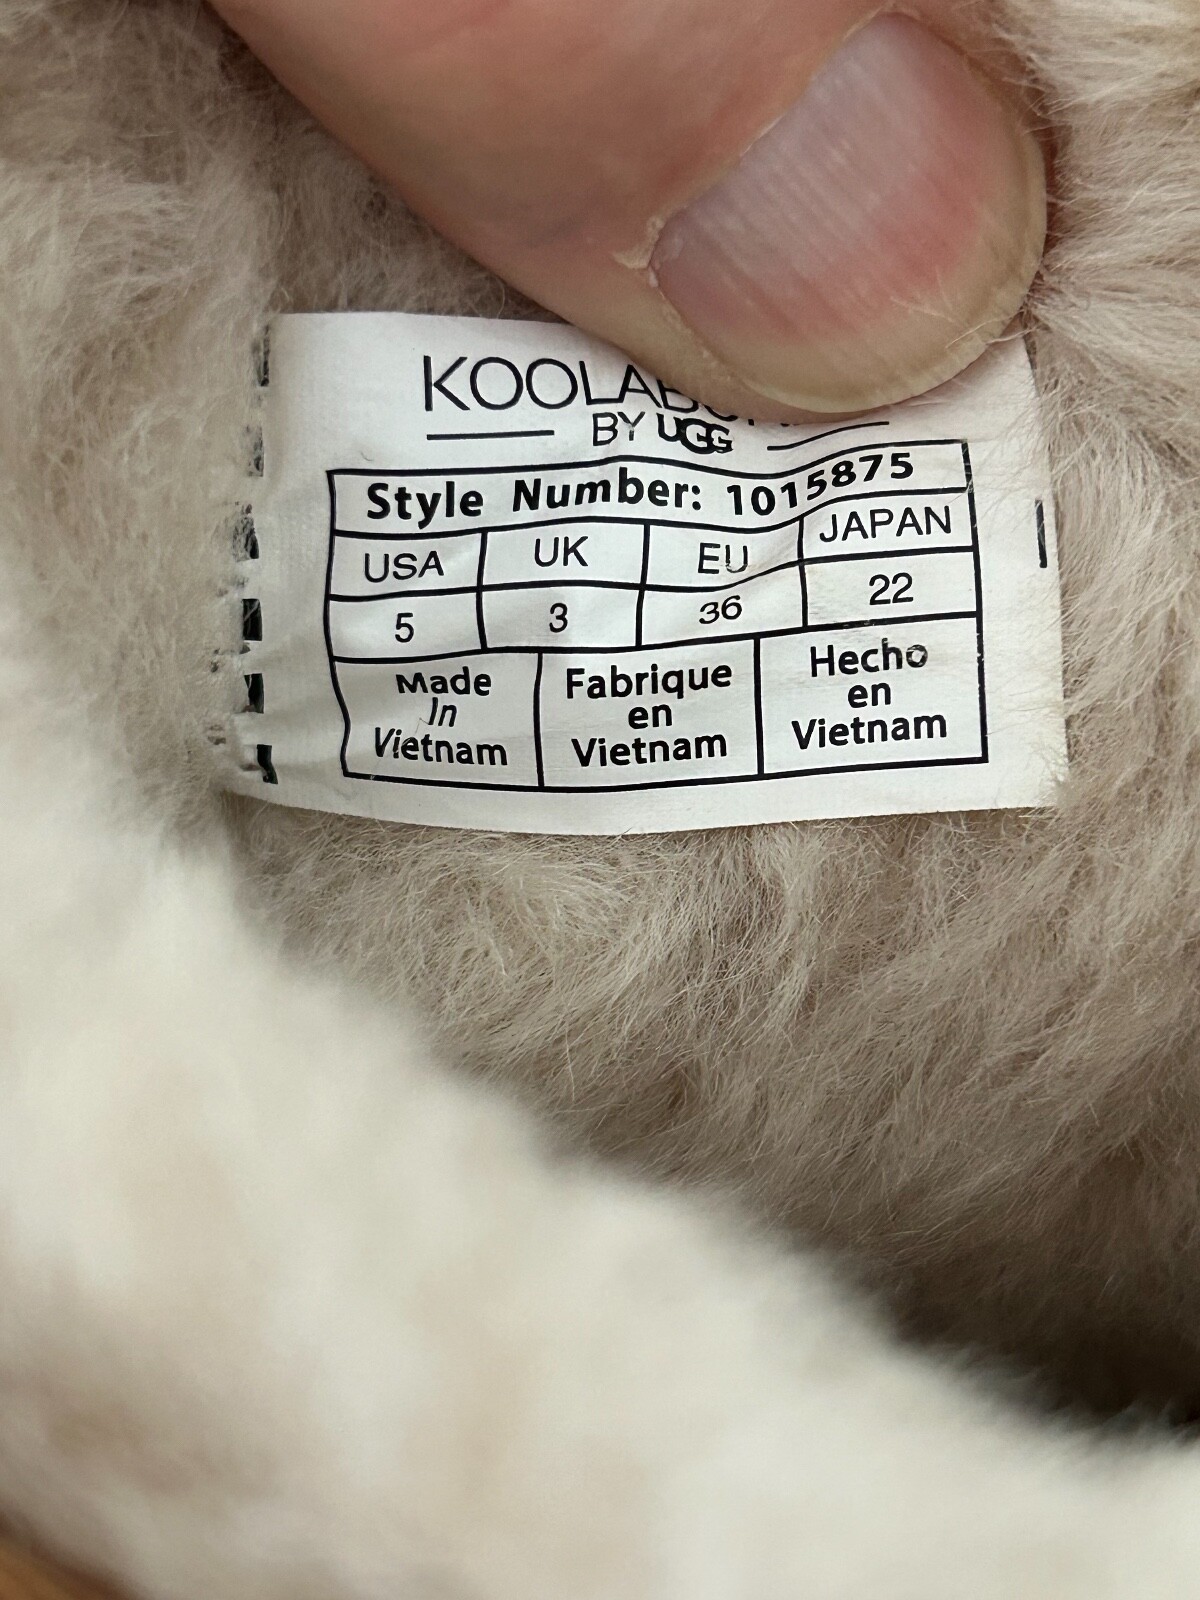 BY UGG
Style Number: 1015875
USA UK EU JAPAN
5 3 36 22
Made In Vietnam
Fabrique en Vietnam
Hecho en Vietnam